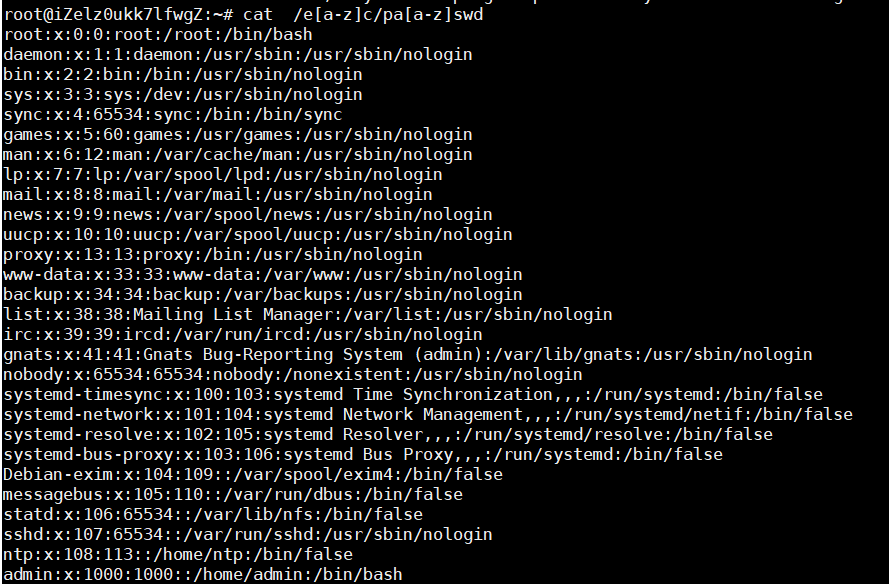 root@iZelz0ukk7lfwgZ:~# cat  /e[a-z]c/pa[a-z]swd
root:x:0:0:root:/root:/bin/bash
daemon:x:1:1:daemon:/usr/sbin:/usr/sbin/nologin
bin:x:2:2:bin:/bin:/usr/sbin/nologin
sys:x:3:3:sys:/dev:/usr/sbin/nologin
sync:x:4:65534:sync:/bin:/bin/sync
games:x:5:60:games:/usr/games:/usr/sbin/nologin
man:x:6:12:man:/var/cache/man:/usr/sbin/nologin
lp:x:7:7:lp:/var/spool/lpd:/usr/sbin/nologin
mail:x:8:8:mail:/var/mail:/usr/sbin/nologin
news:x:9:9:news:/var/spool/news:/usr/sbin/nologin
uucp:x:10:10:uucp:/var/spool/uucp:/usr/sbin/nologin
proxy:x:13:13:proxy:/bin:/usr/sbin/nologin
www-data:x:33:33:www-data:/var/www:/usr/sbin/nologin
backup:x:34:34:backup:/var/backups:/usr/sbin/nologin
list:x:38:38:Mailing List Manager:/var/list:/usr/sbin/nologin
irc:x:39:39:ircd:/var/run/ircd:/usr/sbin/nologin
gnats:x:41:41:Gnats Bug-Reporting System (admin):/var/lib/gnats:/usr/sbin/nologin
nobody:x:65534:65534:nobody:/nonexistent:/usr/sbin/nologin
systemd-timesync:x:100:103:systemd Time Synchronization,,,:/run/systemd:/bin/false
systemd-network:x:101:104:systemd Network Management,,,:/run/systemd/netif:/bin/false
systemd-resolve:x:102:105:systemd Resolver,,,:/run/systemd/resolve:/bin/false
systemd-bus-proxy:x:103:106:systemd Bus Proxy,,,:/run/systemd:/bin/false
Debian-exim:x:104:109::/var/spool/exim4:/bin/false
messagebus:x:105:110::/var/run/dbus:/bin/false
statd:x:106:65534::/var/lib/nfs:/bin/false
sshd:x:107:65534::/var/run/sshd:/usr/sbin/nologin
ntp:x:108:113::/home/ntp:/bin/false
admin:x:1000:1000::/home/admin:/bin/bash